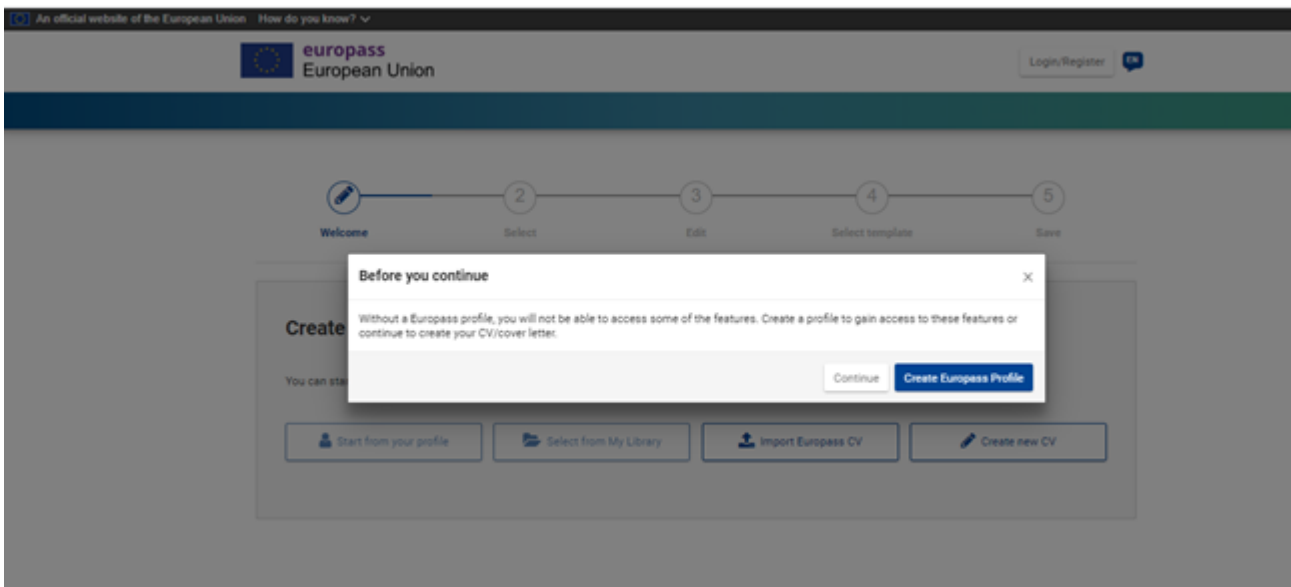 An official website of the European Union How do you know?
europass
European Union
Login/Register
EN
2
3
4
5
Welcome
Select
Edit
Select template
Save
Before you continue
Without a Europass profile, you will not be able to access some of the features. Create a profile to gain access to these features or
continue to create your CV/cover letter.
Continue
Create Europass Profile
Create
You can sta
Start from your profile
Select from My Library
Import Europass CV
Create new CV